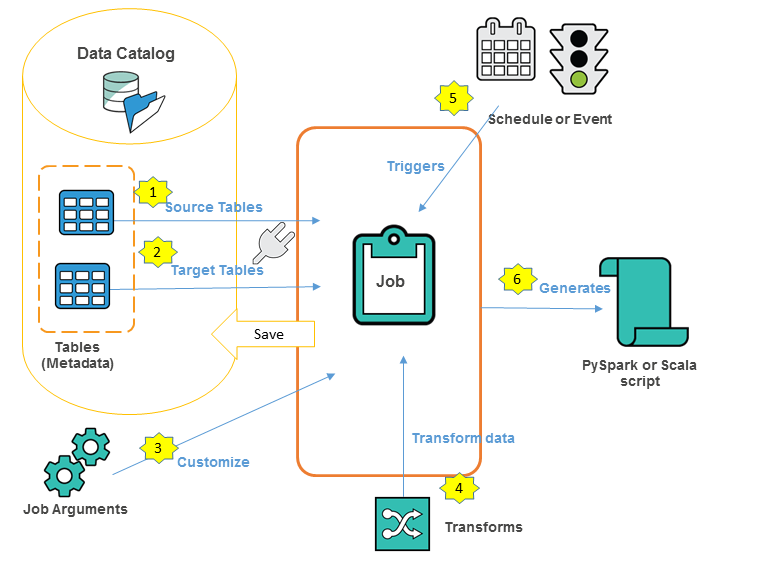 Data Catalog
5
Schedule or Event
Triggers
1
Source Tables
2
Target Tables
Job
6
Generates
Save
Tables
(Metadata)
PySpark or Scala
script
3
Customize
Transform data
Job Arguments
4
Transforms